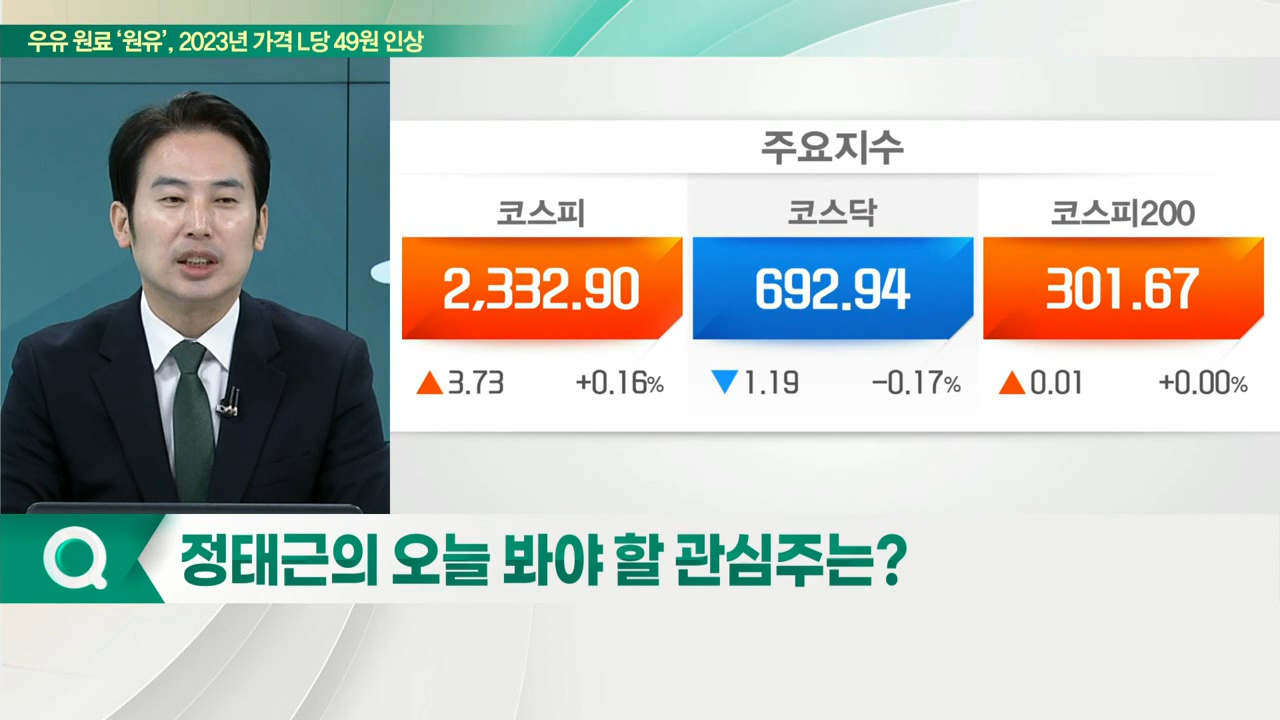 우유 원료 ‘원유’, 2023년 가격 L당 49원 인상
주요지수
코스피 코스닥 코스피200
2,332.90 692.94 301.67
▲3.73 +0.16% ▼1.19 -0.17% ▲0.01 +0.00%
Q 정태근의 오늘 봐야 할 관심주는?